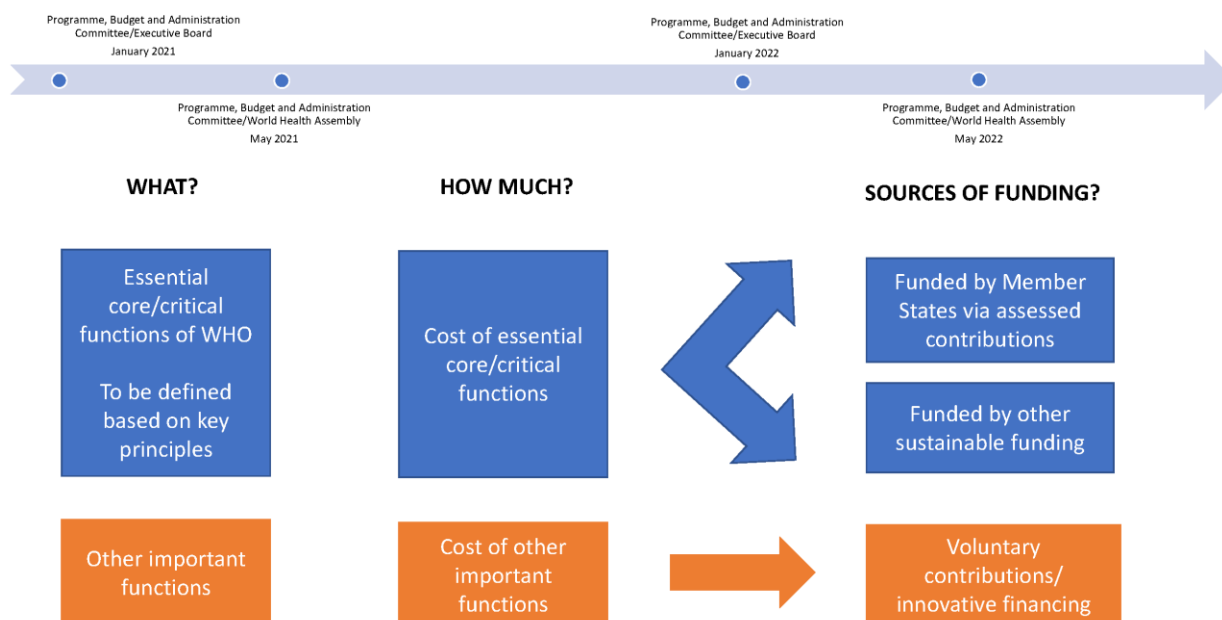 Programme, Budget and Administration
Committee/Executive Board
January 2021
Programme, Budget and Administration
Committee/World Health Assembly
May 2021
Programme, Budget and Administration
Committee/Executive Board
January 2022
Programme, Budget and Administration
Committee/World Health Assembly
May 2022
WHAT?
HOW MUCH?
SOURCES OF FUNDING?
Essential
core/critical
functions of WHO
To be defined
based on key
principles
Cost of essential
core/critical
functions
Funded by Member
States via assessed
contributions
Funded by other
sustainable funding
Other important
functions
Cost of other
important
functions
Voluntary
contributions/
innovative financing